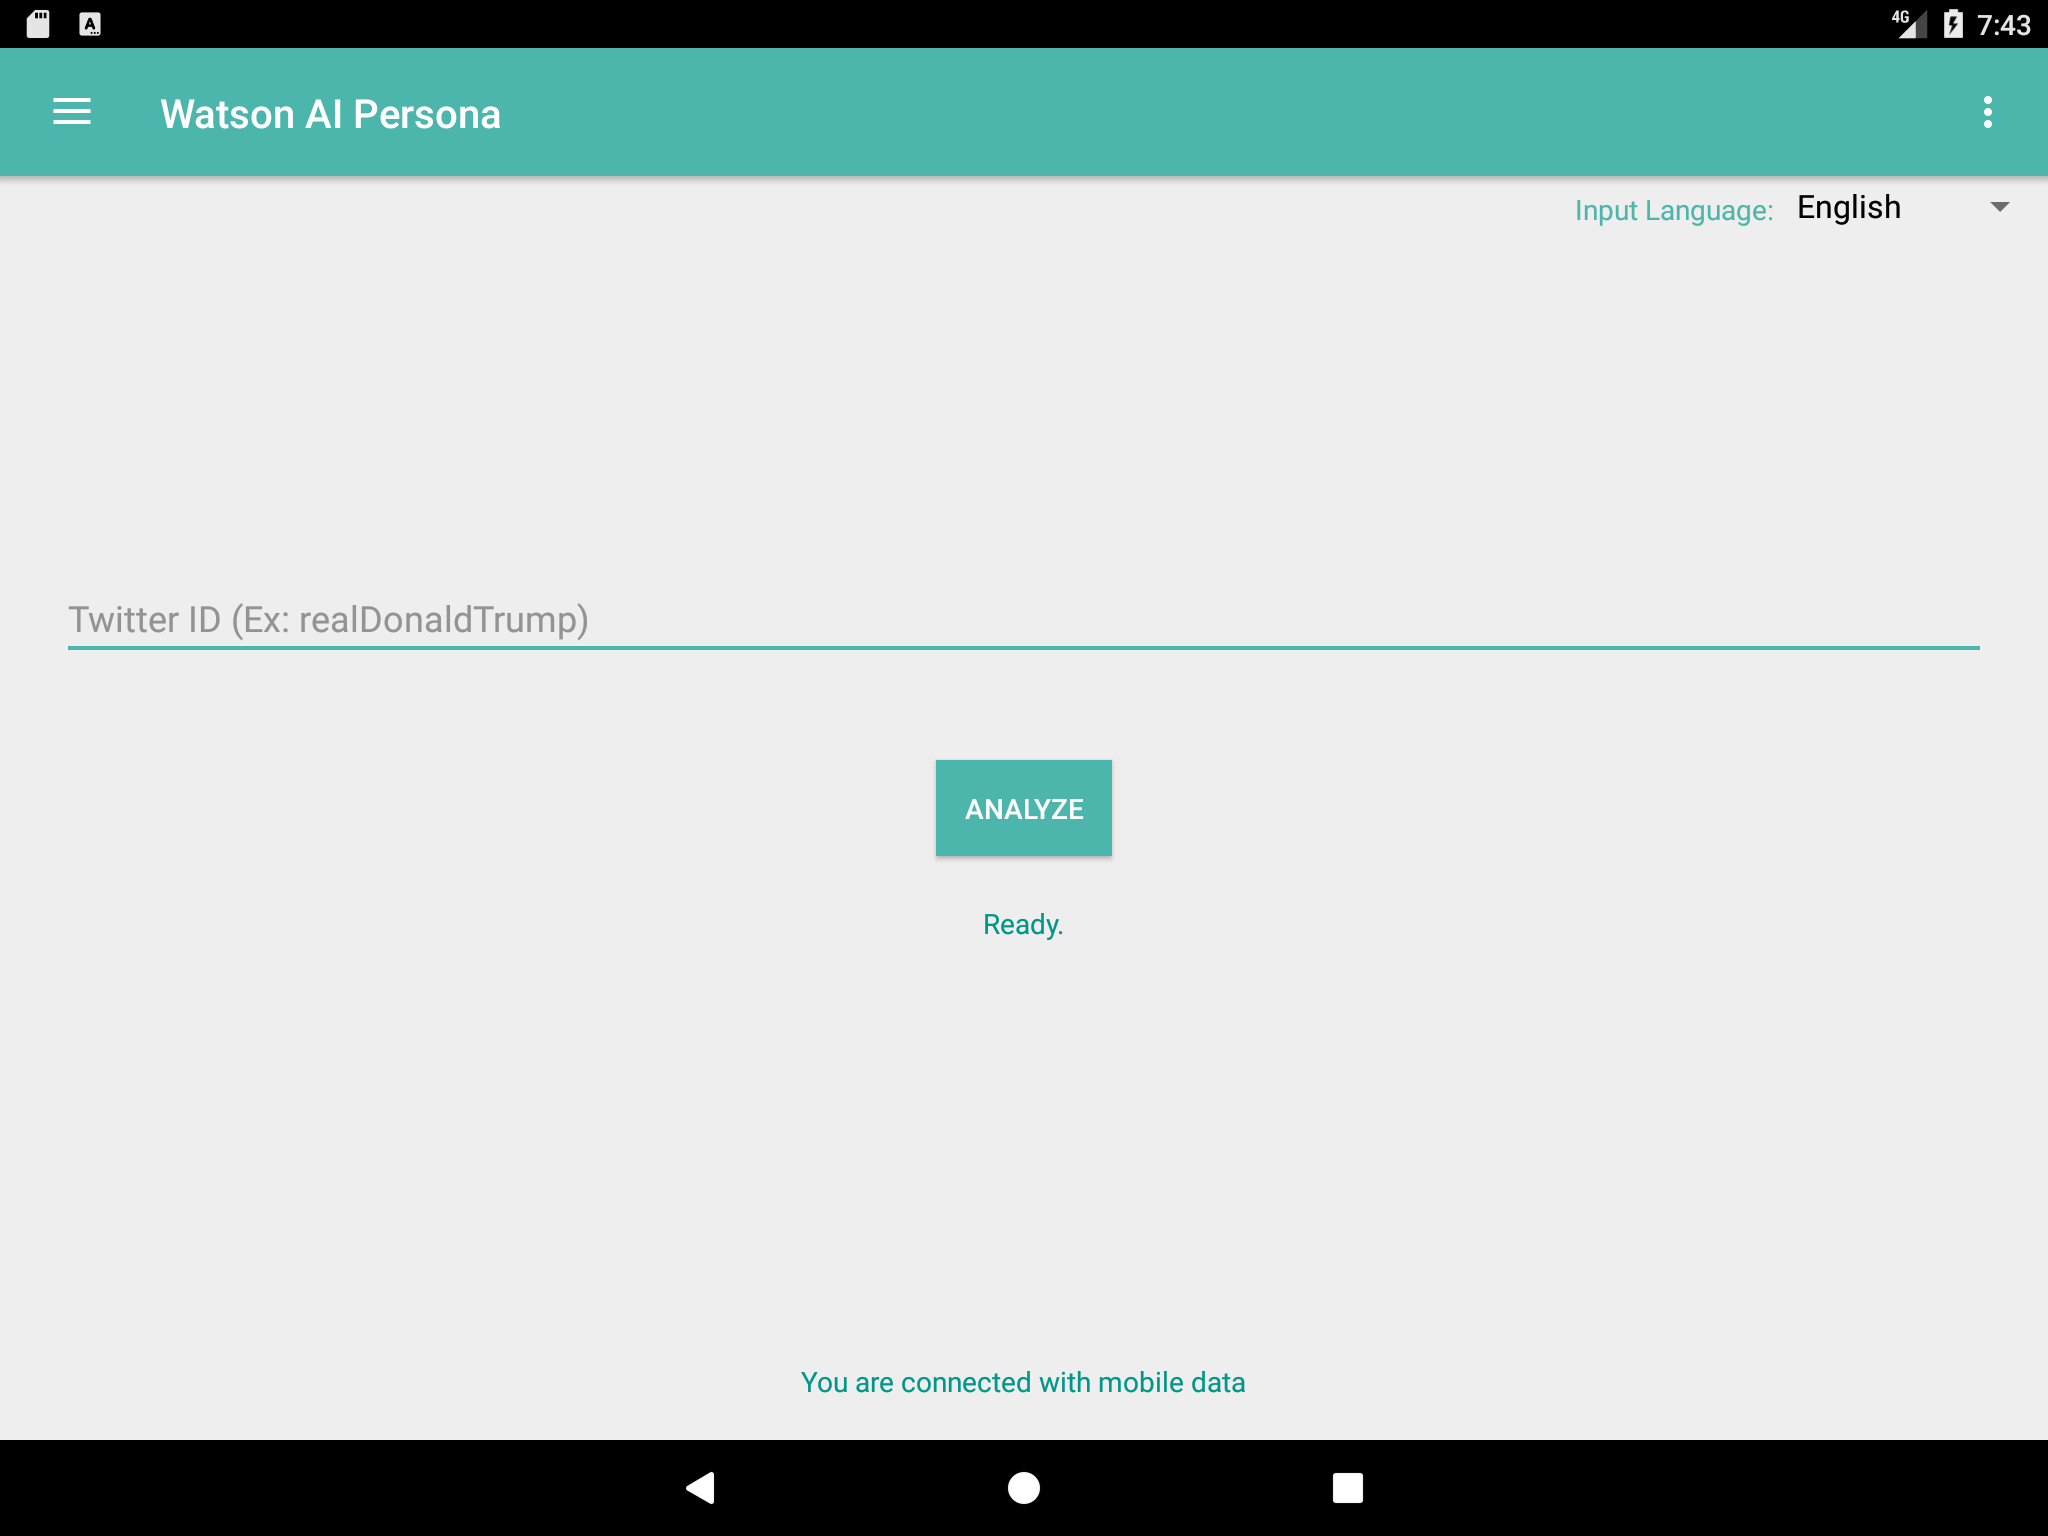 4G 7:43
Watson AI Persona
Input Language: English
Twitter ID (Ex: realDonaldTrump)
ANALYZE
Ready.
You are connected with mobile data